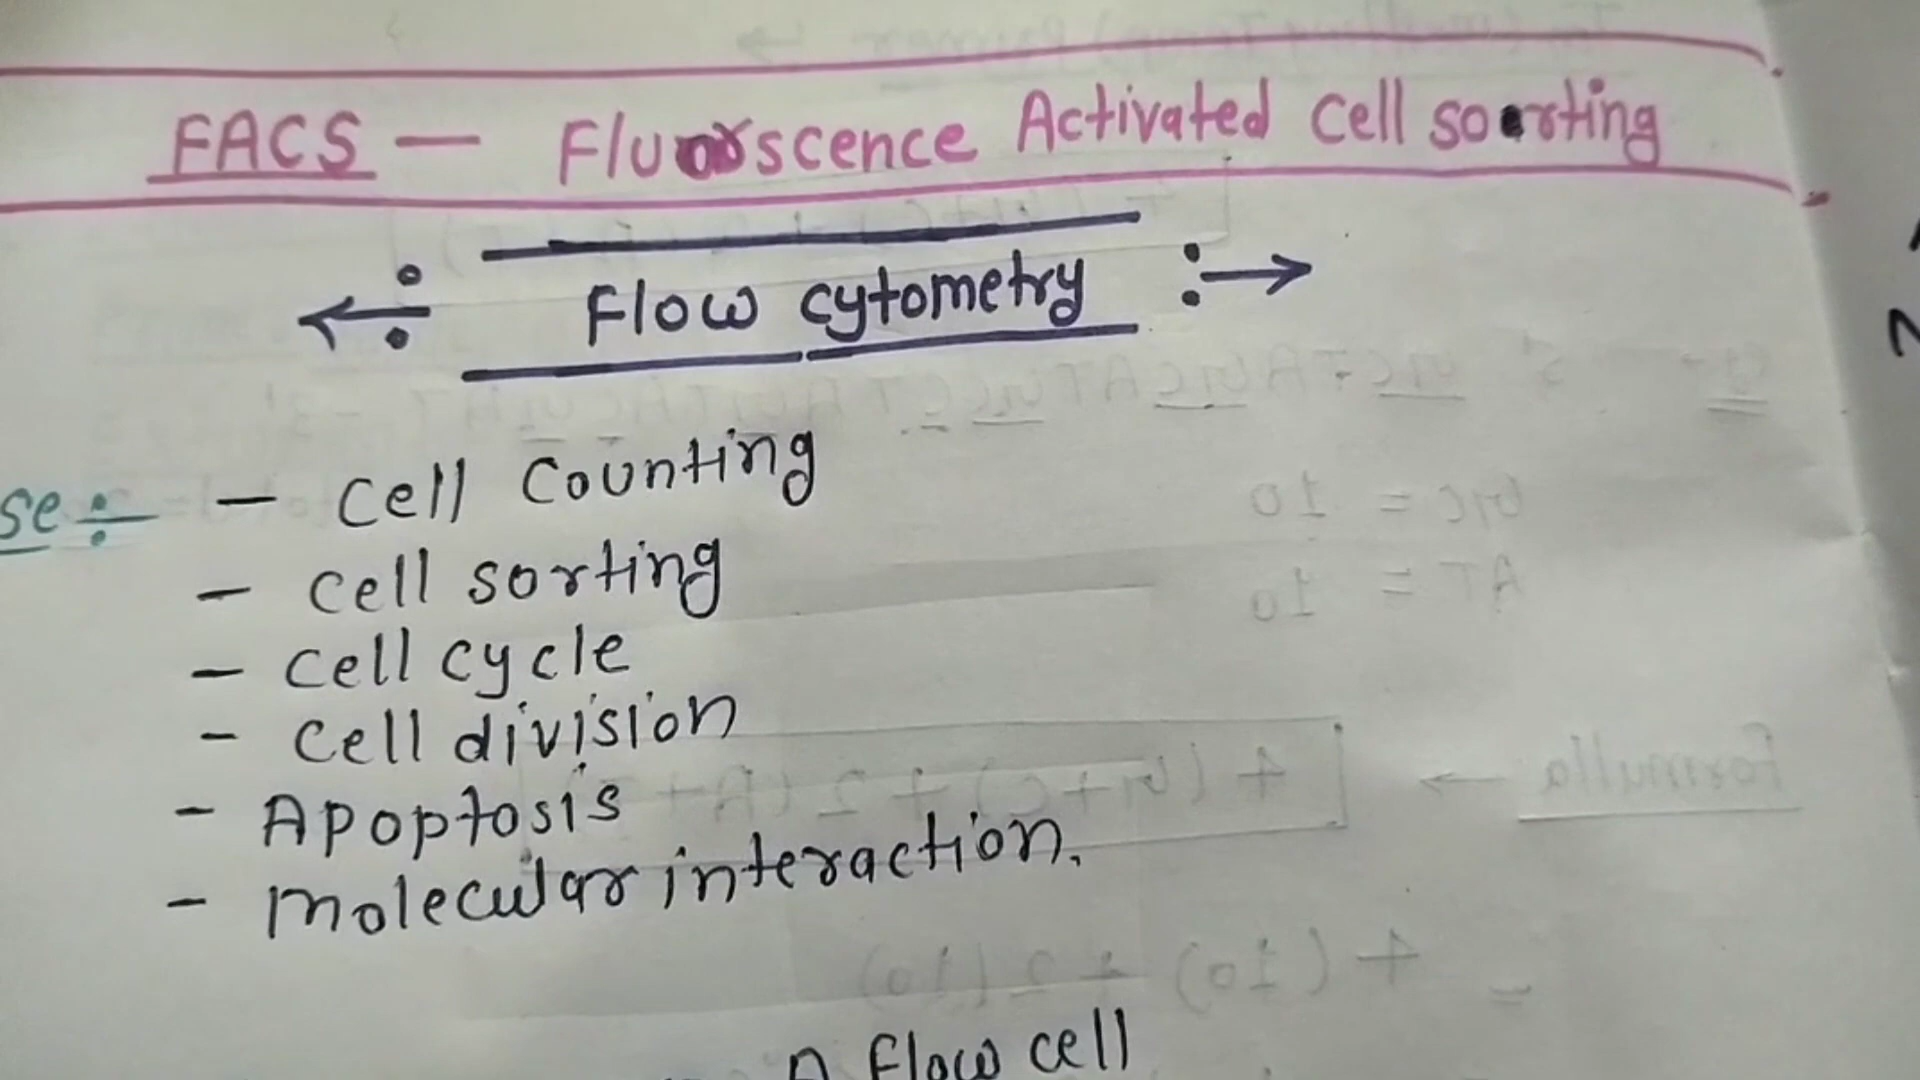 FACS — Fluorscence Activated Cell sorting
Flow cytometry
se÷ - Cell Counting
- Cell sorting
- Cell cycle
- Cell division
- Apoptosis
- Molecular interaction.
A flow cell